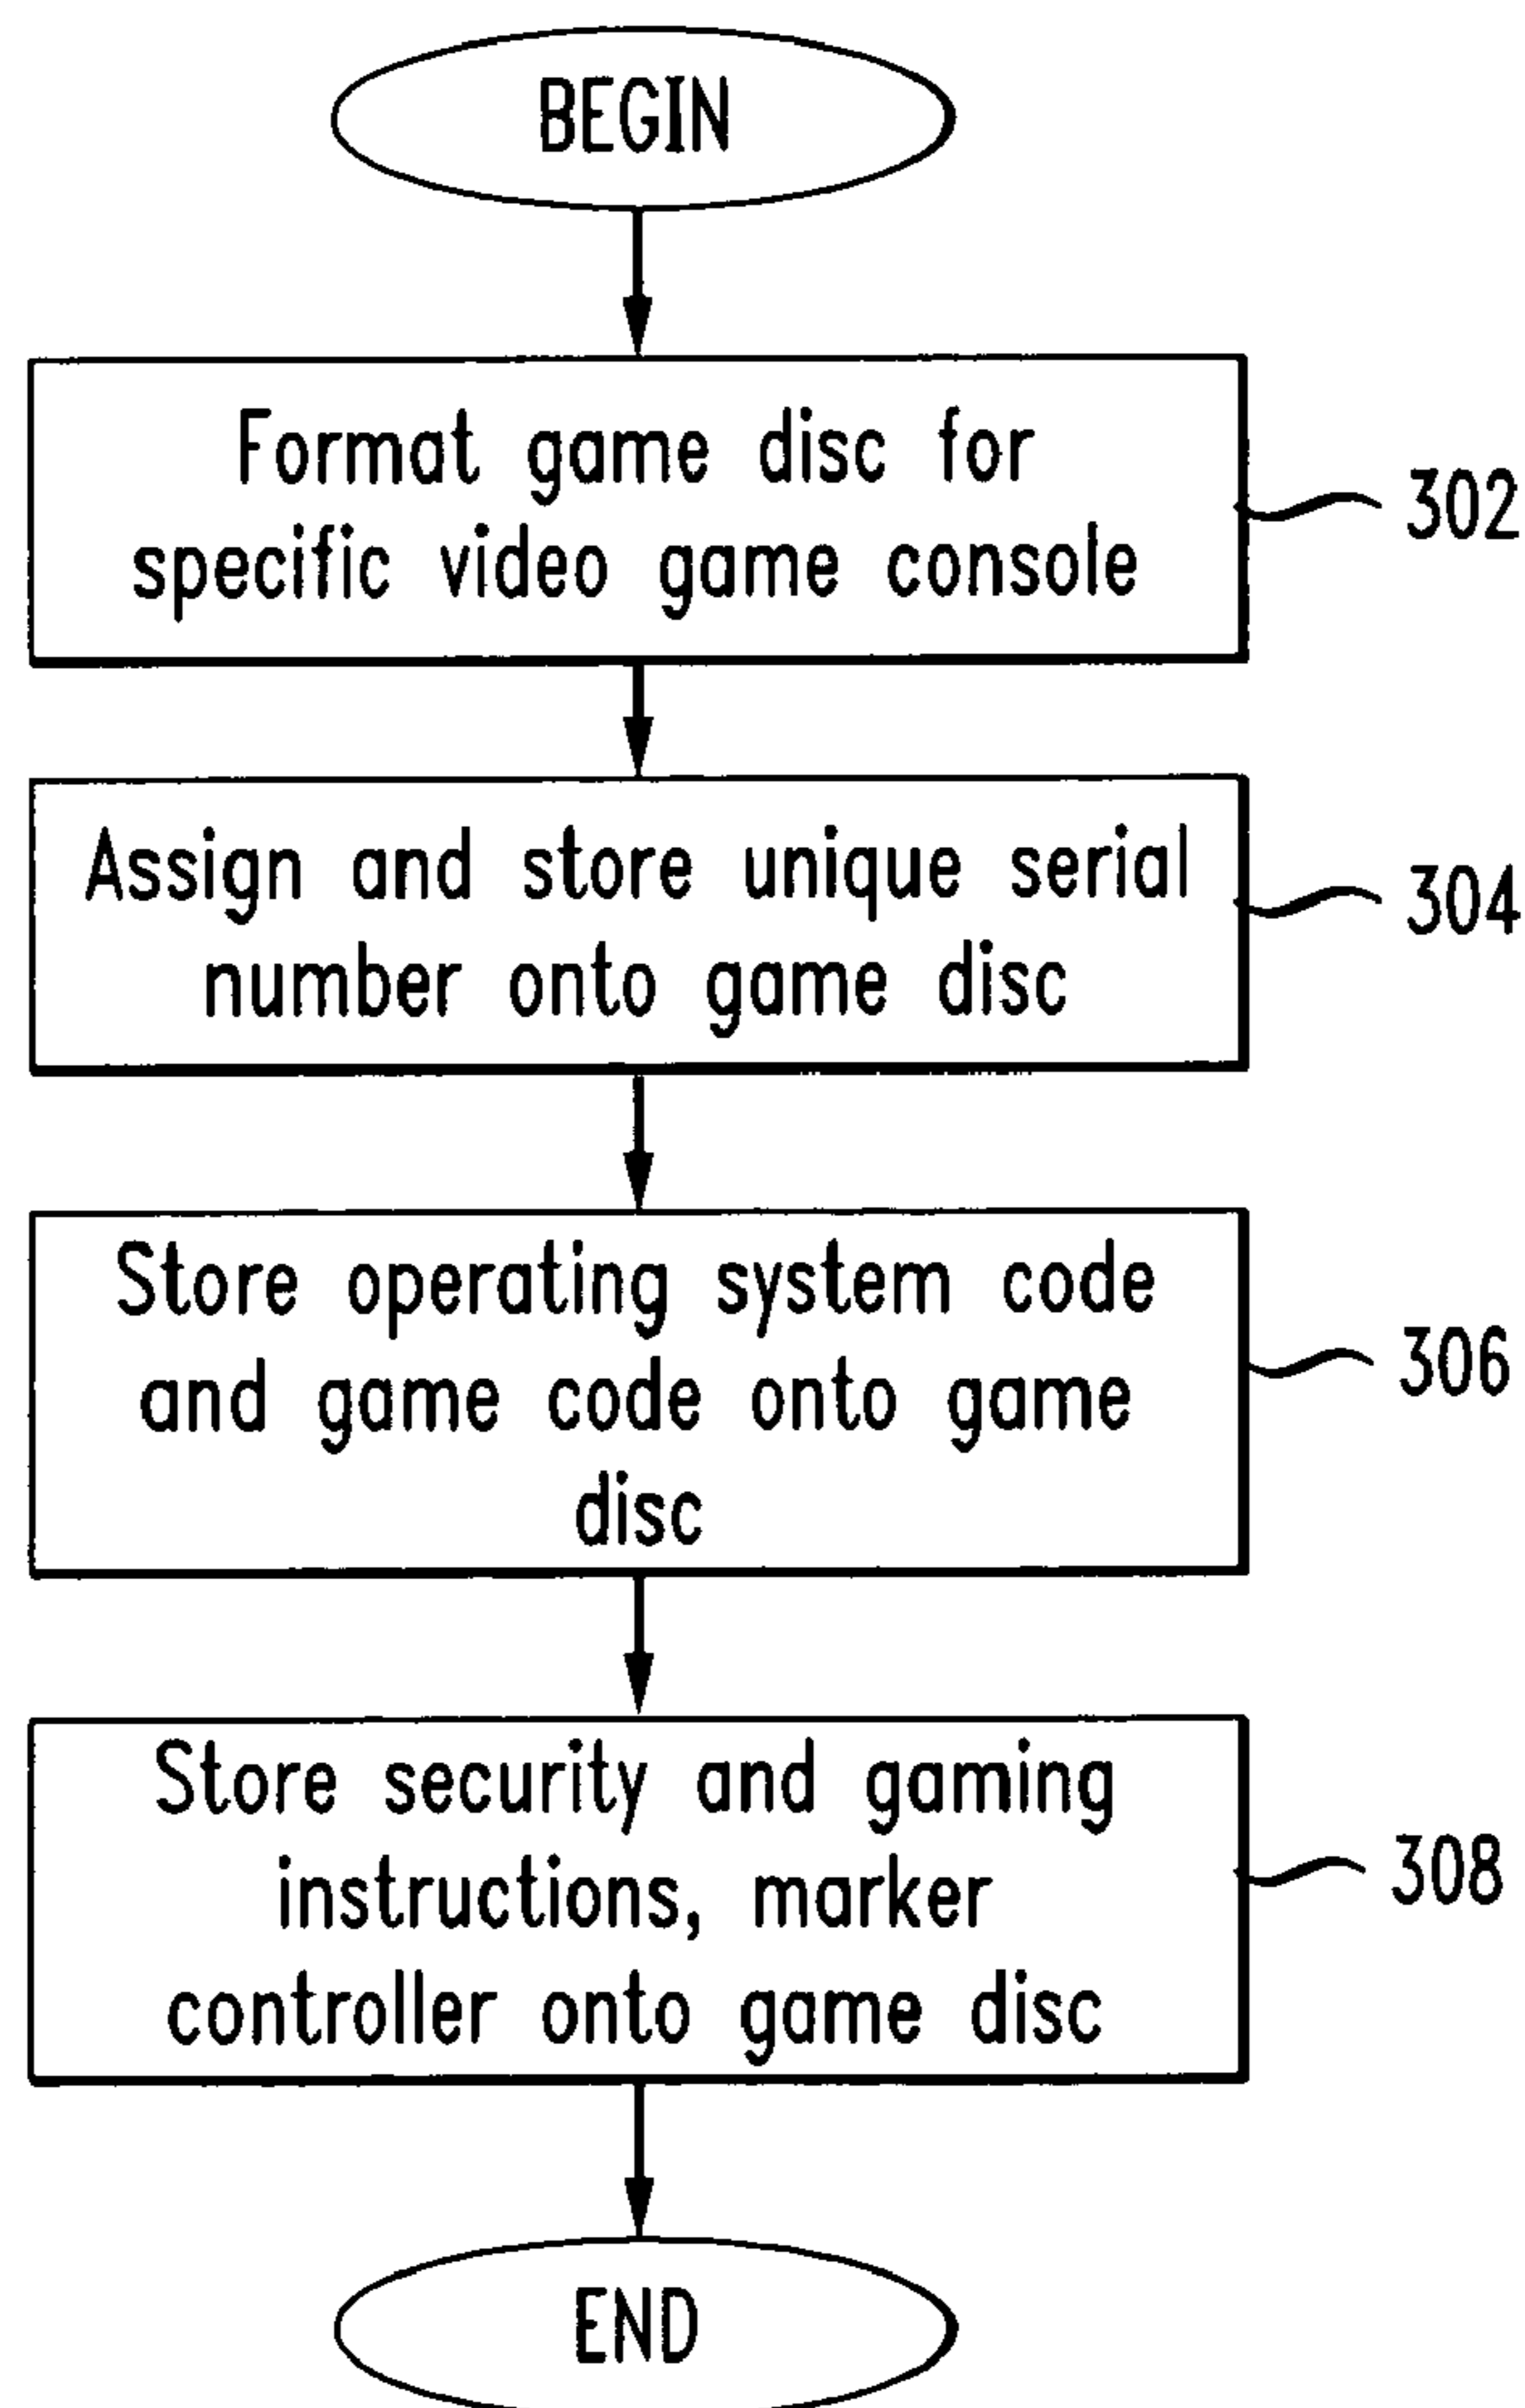 BEGIN
Format game disc for
specific video game console
302
Assign and store unique serial
number onto game disc
304
Store operating system code
and game code onto game
disc
306
Store security and gaming
instructions, marker
controller onto game disc
308
END